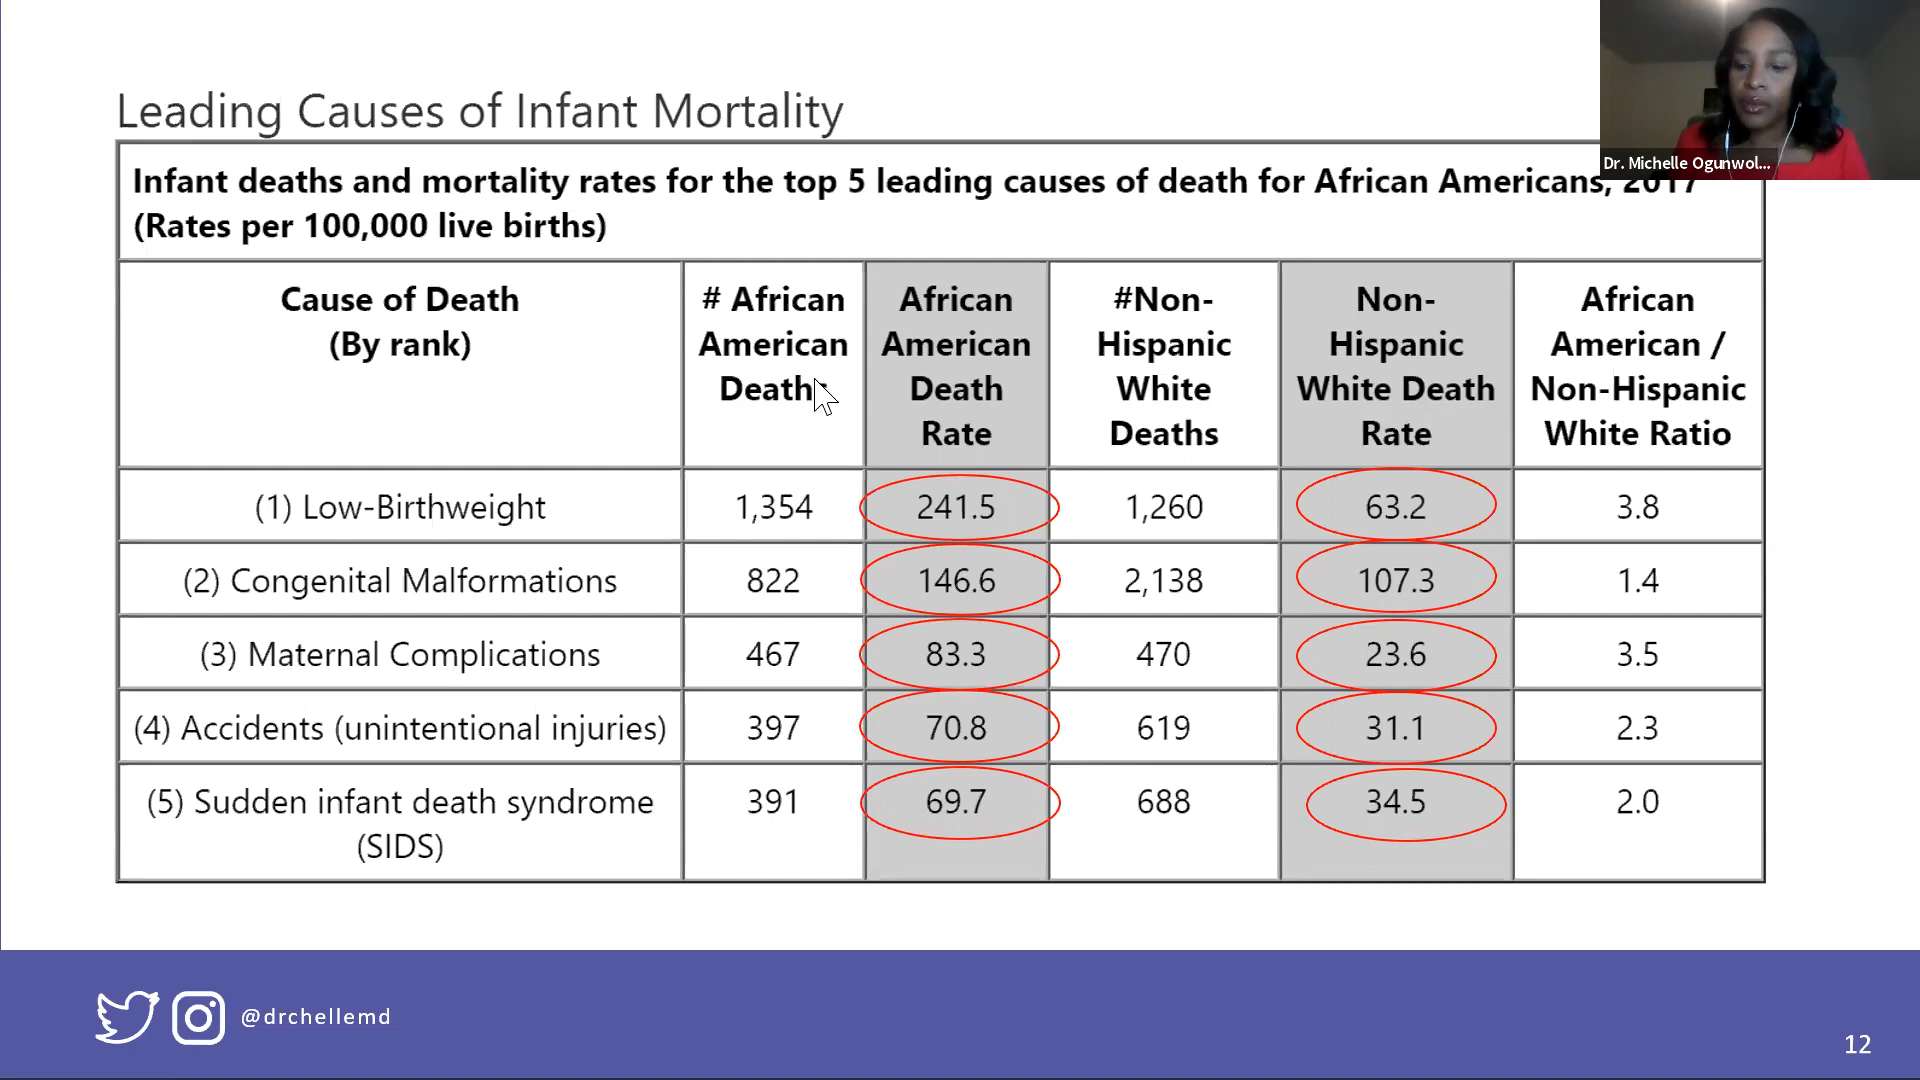 Leading Causes of Infant Mortality
Dr. Michelle Ogunwol...
Infant deaths and mortality rates for the top 5 leading causes of death for African Americans, 2017
(Rates per 100,000 live births)
Cause of Death
(By rank)
# African
American
Deaths
African
American
Death
Rate
#Non-
Hispanic
White
Deaths
Non-
Hispanic
White Death
Rate
African
American /
Non-Hispanic
White Ratio
(1) Low-Birthweight 1,354 241.5 1,260 63.2 3.8
(2) Congenital Malformations 822 146.6 2,138 107.3 1.4
(3) Maternal Complications 467 83.3 470 23.6 3.5
(4) Accidents (unintentional injuries) 397 70.8 619 31.1 2.3
(5) Sudden infant death syndrome 391 69.7 688 34.5 2.0
(SIDS)
@drchellemd
12